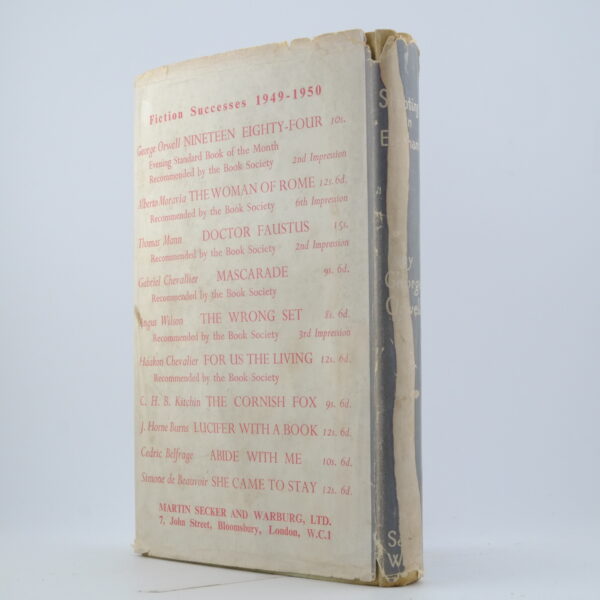 Fiction Successes 1949-1950
George Orwell NINETEEN EIGHTY-FOUR 10s.
Evening Standard Book of the Month
Recommended by the Book Society 2nd Impression
Alberto Moravia THE WOMAN OF ROME 12s. 6d.
Recommended by the Book Society 6th Impression
Thomas Mann DOCTOR FAUSTUS 15s.
Recommended by the Book Society 2nd Impression
Gabriel Chevallier MASCARADE 9s. 6d.
Recommended by the Book Society
Angus Wilson THE WRONG SET 8s. 6d.
Recommended by the Book Society 3rd Impression
Haakon Chevalier FOR US THE LIVING 12s. 6d.
Recommended by the Book Society
C. H. B. Kitchin THE CORNISH FOX 9s. 6d.
J. Horne Burns LUCIFER WITH A BOOK 12s. 6d.
Cedric Belfrage ABIDE WITH ME 10s. 6d.
Simone de Beauvoir SHE CAME TO STAY 12s. 6d.
MARTIN SECKER AND WARBURG, LTD.
7, John Street, Bloomsbury, London, W.C.1